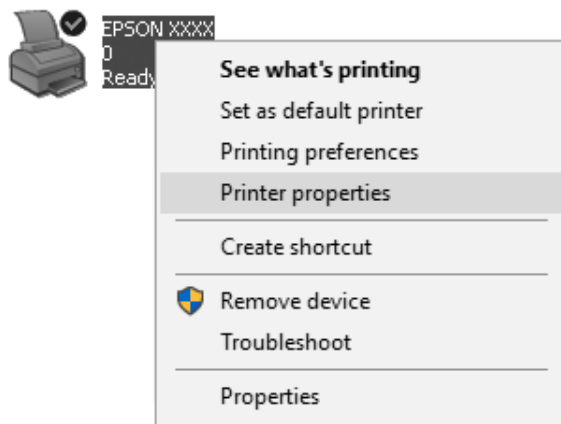 EPSON XXXX
0
Ready
See what's printing
Set as default printer
Printing preferences
Printer properties
Create shortcut
Remove device
Troubleshoot
Properties